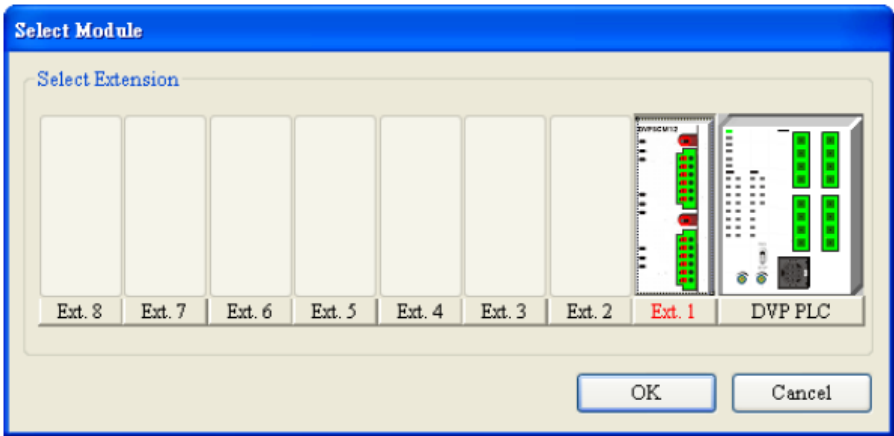 Select Module
Select Extension
DVPSCM12
Ext. 8 Ext. 7 Ext. 6 Ext. 5 Ext. 4 Ext. 3 Ext. 2 Ext. 1 DVP PLC
OK Cancel